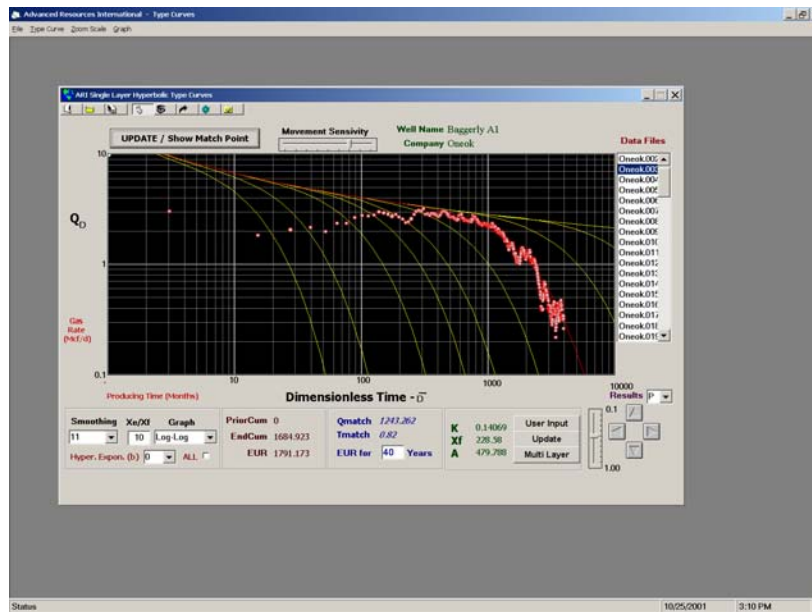 Advanced Resources International - Type Curves
File Type Curve Zoom Scale Graph
ARI Single Layer Hyperbolic Type Curves
UPDATE / Show Match Point
Movement Sensivity
Well Name Baggerly A1
Company Oneok
Data Files
Oneok.002
Oneok.003
Oneok.004
Oneok.005
Oneok.006
Oneok.007
Oneok.008
Oneok.009
Oneok.010
Oneok.011
Oneok.012
Oneok.013
Oneok.014
Oneok.015
Oneok.016
Oneok.017
Oneok.018
Oneok.019
10
QD
1
Gas
Rate
(Mcf/d)
0.1
10 100 1000 10000
Producing Time (Months)
Dimensionless Time - D
Results P
Smoothing Xe/Xf Graph
11 10 Log-Log
Hyper. Expon. (b) 0 ALL
PriorCum 0
EndCum 1684.923
EUR 1791.173
Qmatch 1243.262
Tmatch 0.82
EUR for 40 Years
K 0.14069
Xf 228.58
A 479.788
User Input
Update
Multi Layer
0.1
1.00
Status 10/25/2001 3:10 PM